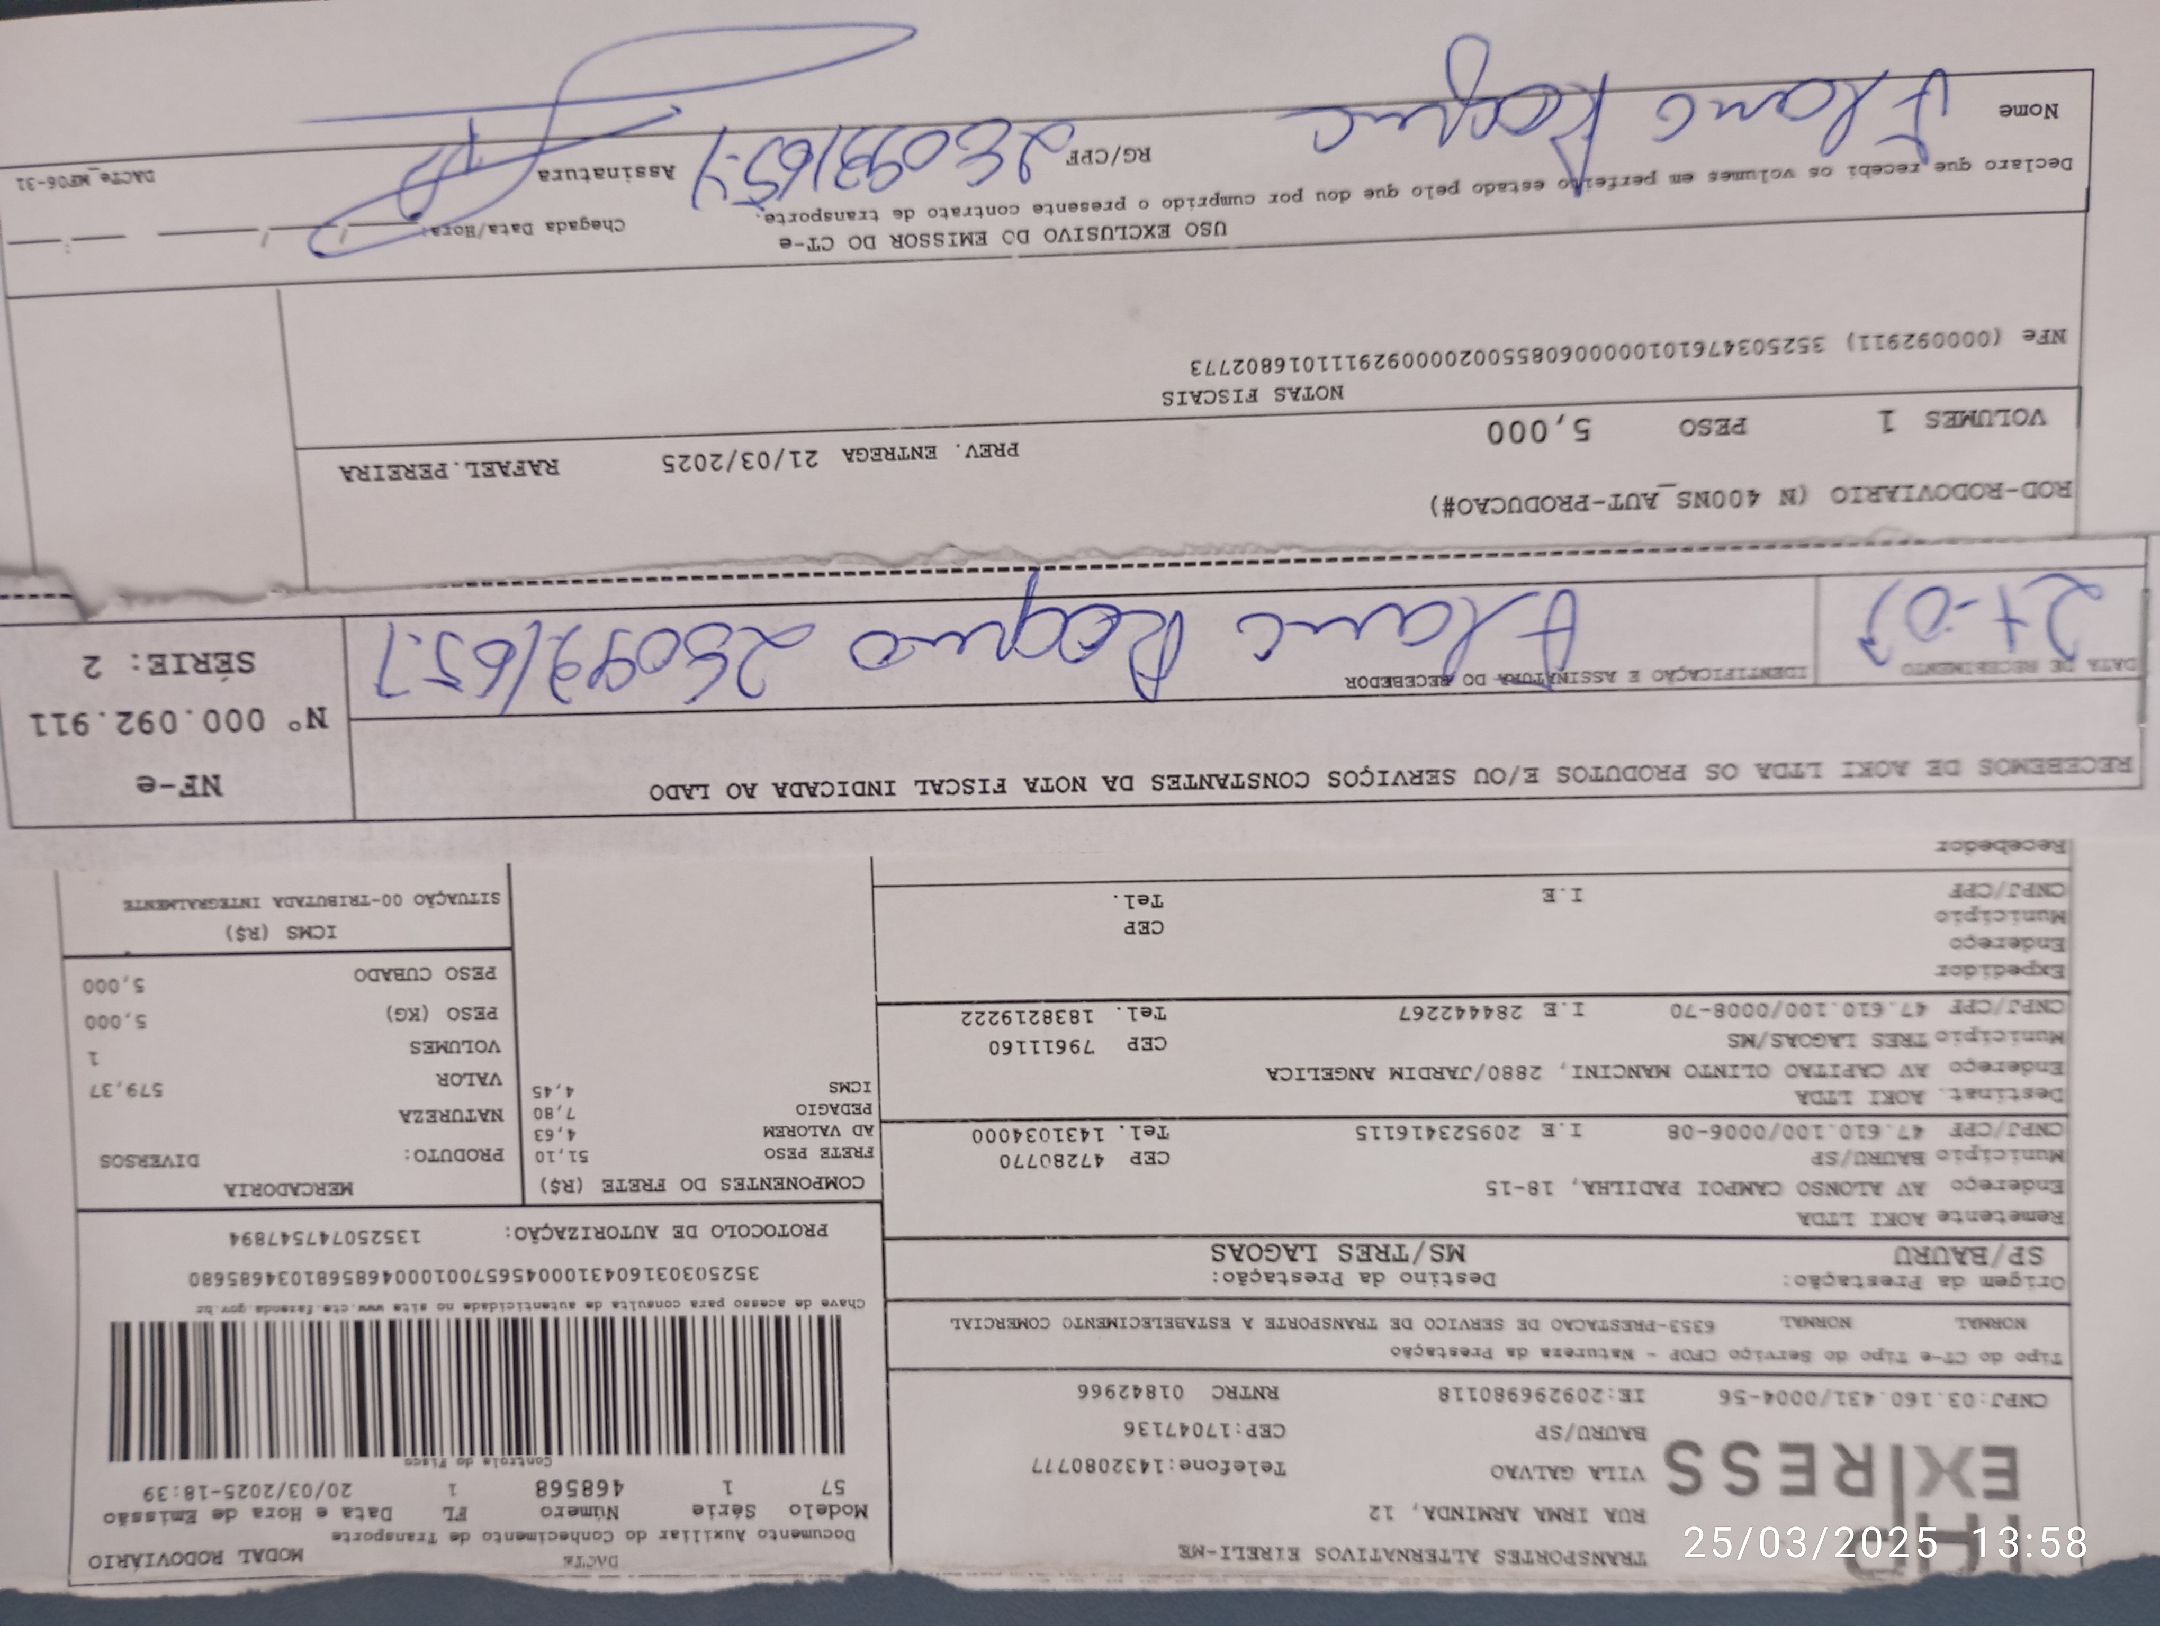 25/03/2025 13:58
EXPRESS
TRANSPORTES ALTERNATIVOS EIRELI-ME
RUA IRMA ARMINDA, 12
VILA GALVAO Telefone:1432080777
BAURU/SP CEP:17047136
CNPJ:03.160.431/0004-56 IE:209296980118 RNTRC 01842966
Tipo do CT-e Tipo do Serviço CFOP - Natureza da Prestação
NORMAL NORMAL 6353-PRESTACAO DE SERVICO DE TRANSPORTE A ESTABELECIMENTO COMERCIAL
Origem da Prestação: Destino da Prestação:
SP/BAURU MS/TRES LAGOAS
Remetente AOKI LTDA
Endereço AV ALONSO CAMPOI PADILHA, 18-15
Município BAURU/SP CEP 47280770
CNPJ/CPF 47.610.100/0006-08 I.E 209523416115 Tel. 1431034000
Destinat. AOKI LTDA
Endereço AV CAPITAO OLINTO MANCINI, 2880/JARDIM ANGELICA
Município TRES LAGOAS/MS CEP 79611160
CNPJ/CPF 47.610.100/0008-70 I.E 284442267 Tel. 1838219222
Expedidor
Endereço
Município CEP
CNPJ/CPF I.E Tel.
Recebedor
DACTe MODAL RODOVIÁRIO
Documento Auxiliar do Conhecimento de Transporte
Modelo Série Número FL Data e Hora de Emissão
57 1 468568 1 20/03/2025-18:39
Controle do Fisco
Chave de acesso para consulta de autenticidade no site www.cte.fazenda.gov.br
35250303160431000456570010004685681034685680
PROTOCOLO DE AUTORIZAÇÃO: 135250747547894
COMPONENTES DO FRETE (R$)
FRETE PESO 51,10
AD VALOREM 4,63
PEDAGIO 7,80
ICMS 4,45
MERCADORIA
PRODUTO: DIVERSOS
NATUREZA
VALOR 579,37
VOLUMES 1
PESO (KG) 5,000
PESO CUBADO 5,000
ICMS (R$)
SITUAÇÃO 00-TRIBUTADA INTEGRALMENTE
RECEBEMOS DE AOKI LTDA OS PRODUTOS E/OU SERVIÇOS CONSTANTES DA NOTA FISCAL INDICADA AO LADO
DATA DE RECEBIMENTO
IDENTIFICAÇÃO E ASSINATURA DO RECEBEDOR
NF-e
Nº 000.092.911
SÉRIE: 2
ROD-RODOVIARIO (N 400NS_AUT-PRODUCAO#)
VOLUMES 1 PESO 5,000 PREV. ENTREGA 21/03/2025 RAFAEL.PEREIRA
NOTAS FISCAIS
NFe (000092911) 35250347610100000608550020000929111016802773
USO EXCLUSIVO DO EMISSOR DO CT-e
Declaro que recebi os volumes em perfeito estado pelo que dou por cumprido o presente contrato de transporte.
Chegada Data/Hora:
Nome RG/CPF Assinatura
DACTe_MF06-31